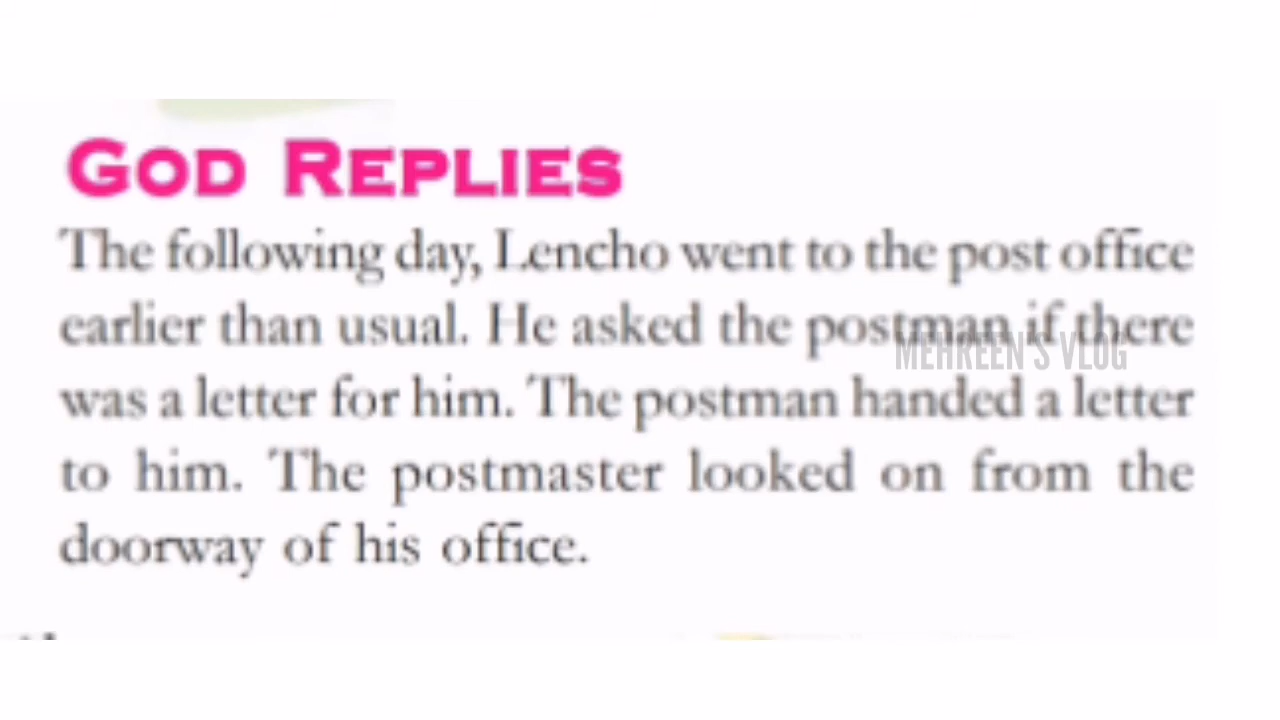 GOD REPLIES
The following day, Lencho went to the post office
earlier than usual. He asked the postman if there
MEHREEN'S VLOG
was a letter for him. The postman handed a letter
to him. The postmaster looked on from the
doorway of his office.